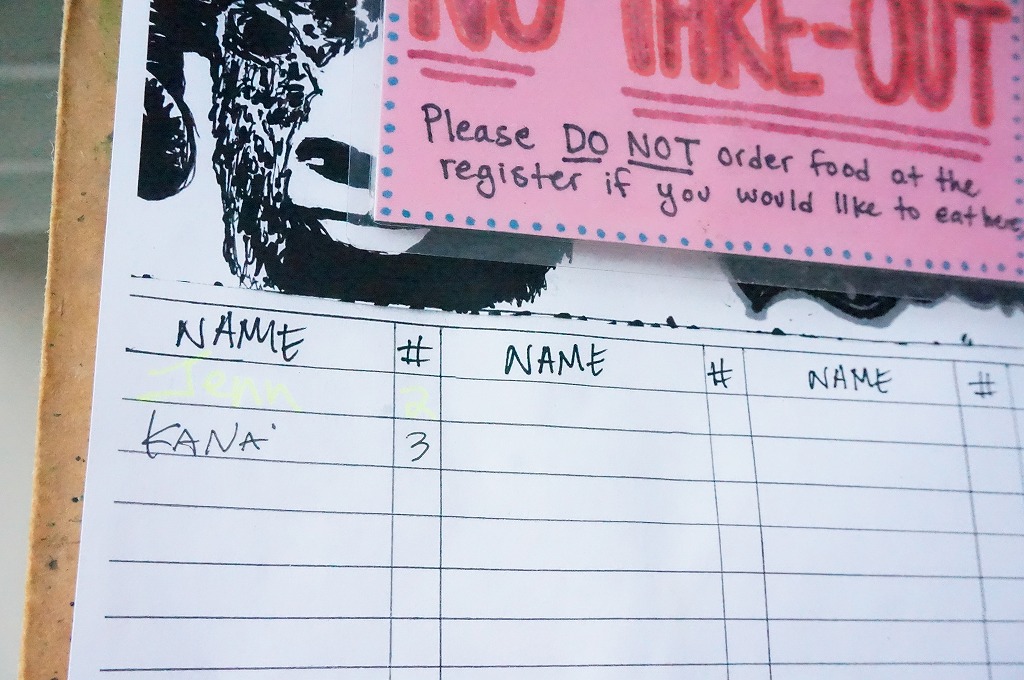 NO TAKE-OUT
Please DO NOT order food at the
register if you would like to eat here,
NAME # NAME # NAME #
Jenn 2
KANA 3